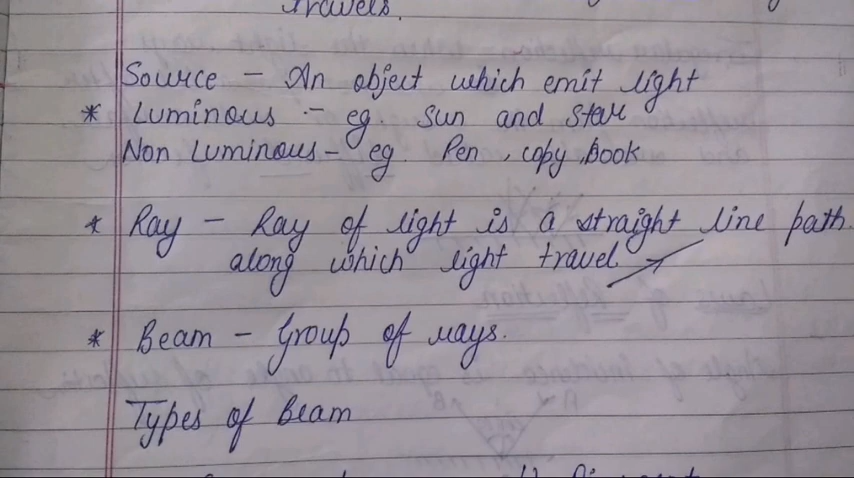 travels.
Source - An object which emit light
* Luminous :- eg. Sun and Star
Non Luminous - eg. Pen, copy, Book
* Ray - Ray of light is a straight line path
along which light travel
* Beam - Group of rays.
Types of Beam